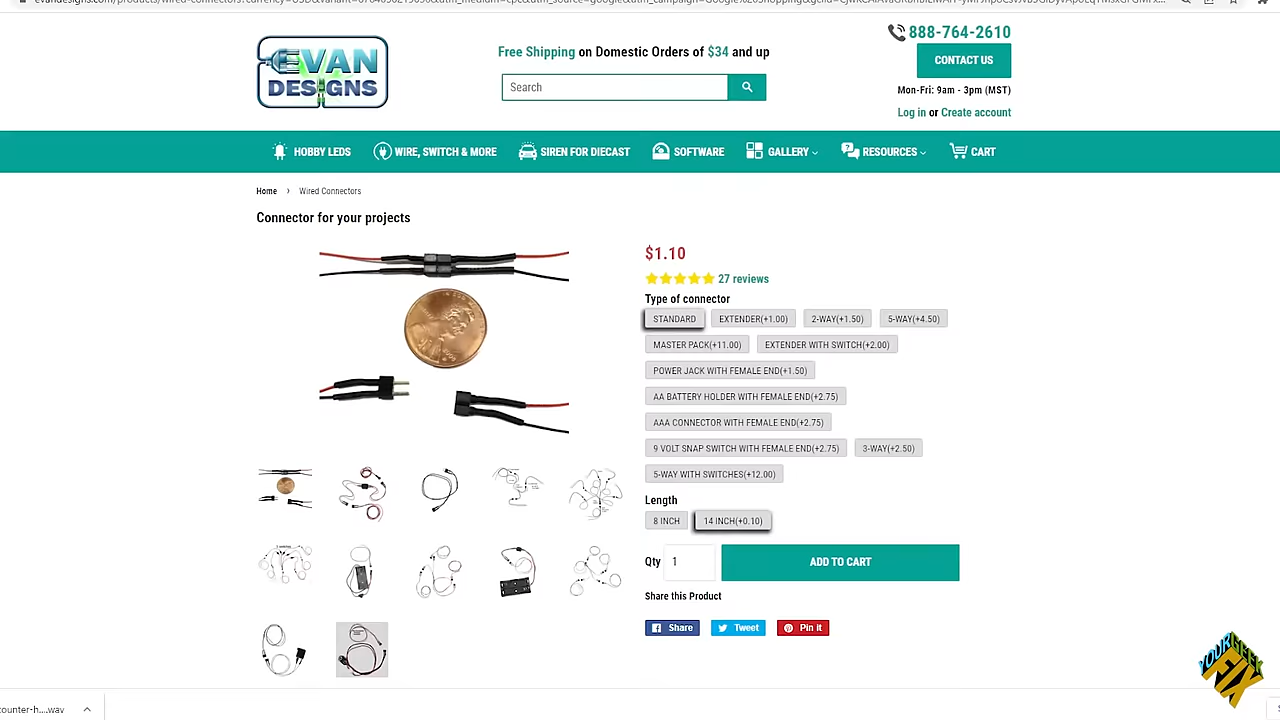 EVAN
DESIGNS
Free Shipping on Domestic Orders of $34 and up
Search
888-764-2610
CONTACT US
Mon-Fri: 9am - 3pm (MST)
Log in or Create account
HOBBY LEDS
WIRE, SWITCH & MORE
SIREN FOR DIECAST
SOFTWARE
GALLERY
RESOURCES
CART
Home › Wired Connectors
Connector for your projects
$1.10
27 reviews
Type of connector
STANDARD
EXTENDER(+1.00)
2-WAY(+1.50)
5-WAY(+4.50)
MASTER PACK(+11.00)
EXTENDER WITH SWITCH(+2.00)
POWER JACK WITH FEMALE END(+1.50)
AA BATTERY HOLDER WITH FEMALE END(+2.75)
AAA CONNECTOR WITH FEMALE END(+2.75)
9 VOLT SNAP SWITCH WITH FEMALE END(+2.75)
3-WAY(+2.50)
5-WAY WITH SWITCHES(+12.00)
Length
8 INCH
14 INCH(+0.10)
Qty 1
ADD TO CART
Share this Product
Share
Tweet
Pin it
YOUR GEEK
FIX
counter-h....wav